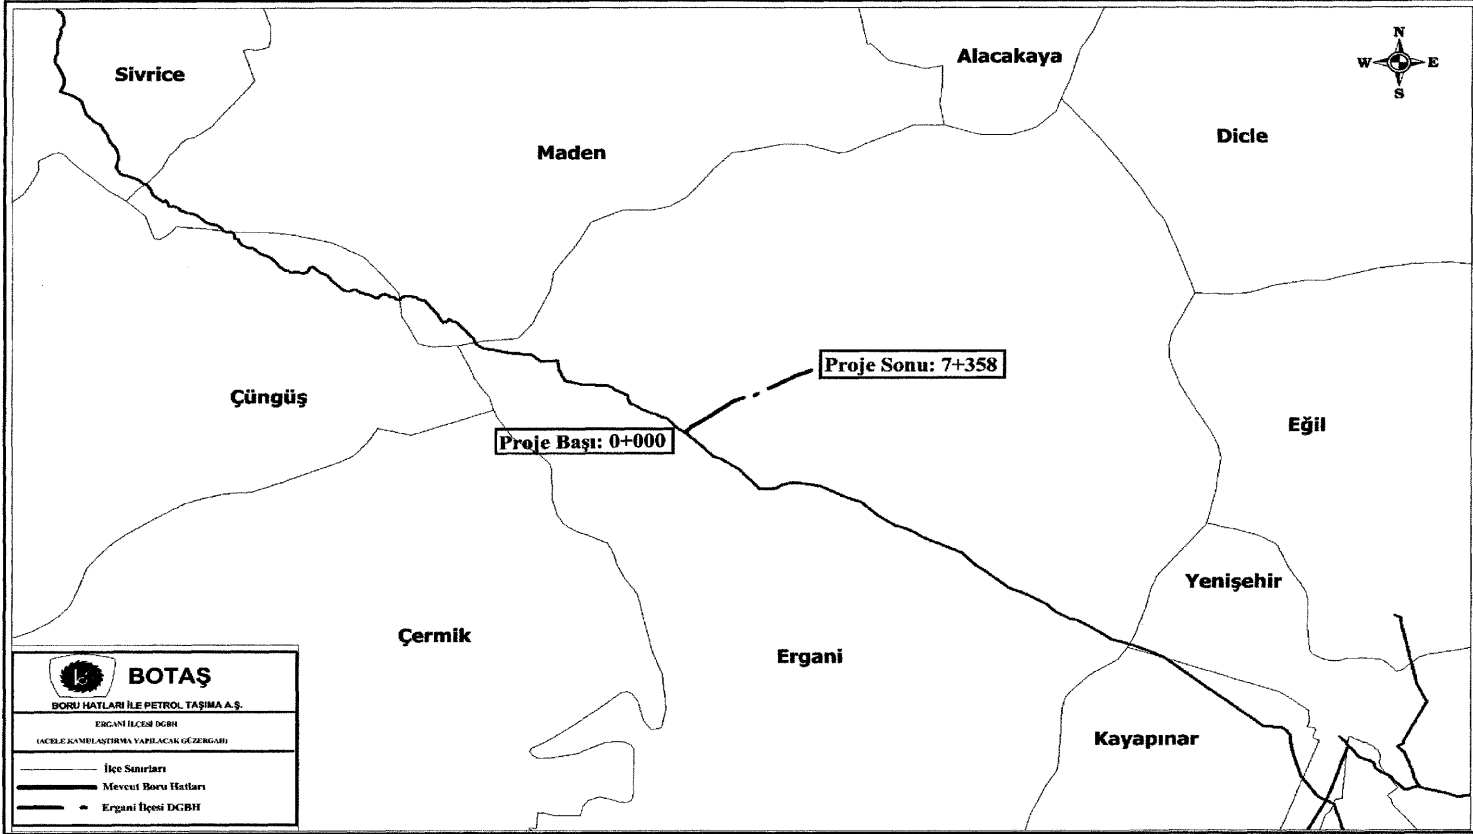 N
Alacakaya
W E
Sivrice
S
Dicle
Maden
Proje Sonu: 7+358
Çüngüş
Proje Başı: 0+000
Eğil
Yenişehir
Çermik
Ergani
Kayapınar
BOTAŞ
BORU HATLARI İLE PETROL TAŞIMA A.Ş.
ERGANİ İLÇESİ DGBH
(ACELE KAMULAŞTIRMA YAPILACAK GÜZERGAH)
İlçe Sınırları
Mevcut Boru Hatları
Ergani İlçesi DGBH